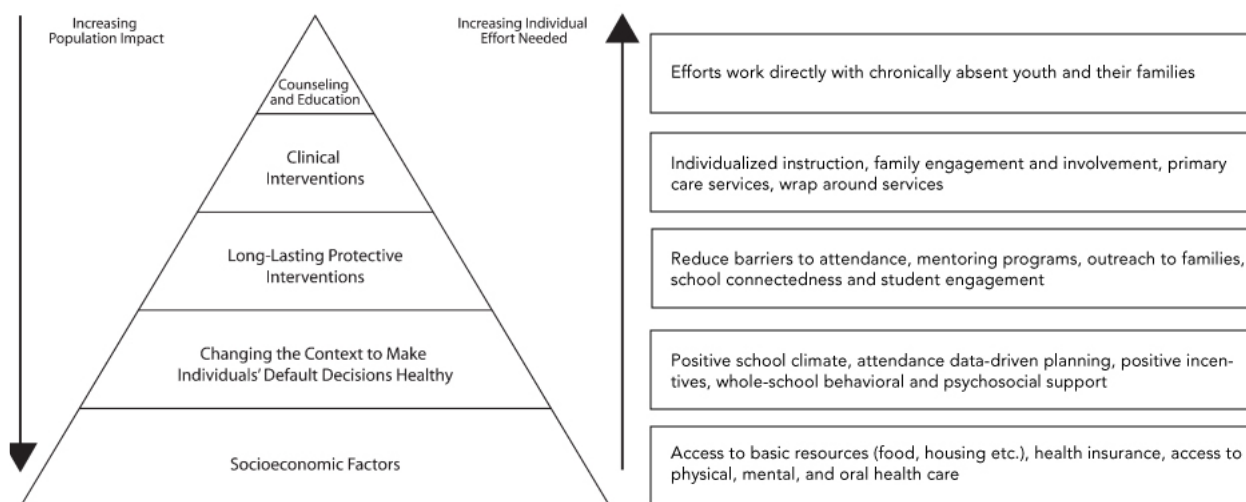 Increasing
Population Impact
Increasing Individual
Effort Needed
Counseling
and Education
Efforts work directly with chronically absent youth and their families
Clinical
Interventions
Individualized instruction, family engagement and involvement, primary
care services, wrap around services
Long-Lasting Protective
Interventions
Reduce barriers to attendance, mentoring programs, outreach to families,
school connectedness and student engagement
Changing the Context to Make
Individuals' Default Decisions Healthy
Positive school climate, attendance data-driven planning, positive incen-
tives, whole-school behavioral and psychosocial support
Socioeconomic Factors
Access to basic resources (food, housing etc.), health insurance, access to
physical, mental, and oral health care